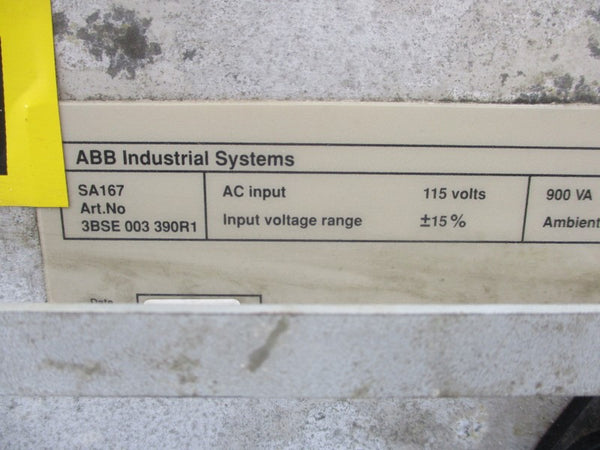 ABB Industrial Systems
SA167
Art.No
3BSE 003 390R1
AC input 115 volts
Input voltage range ±15 %
900 VA
Ambient
Date